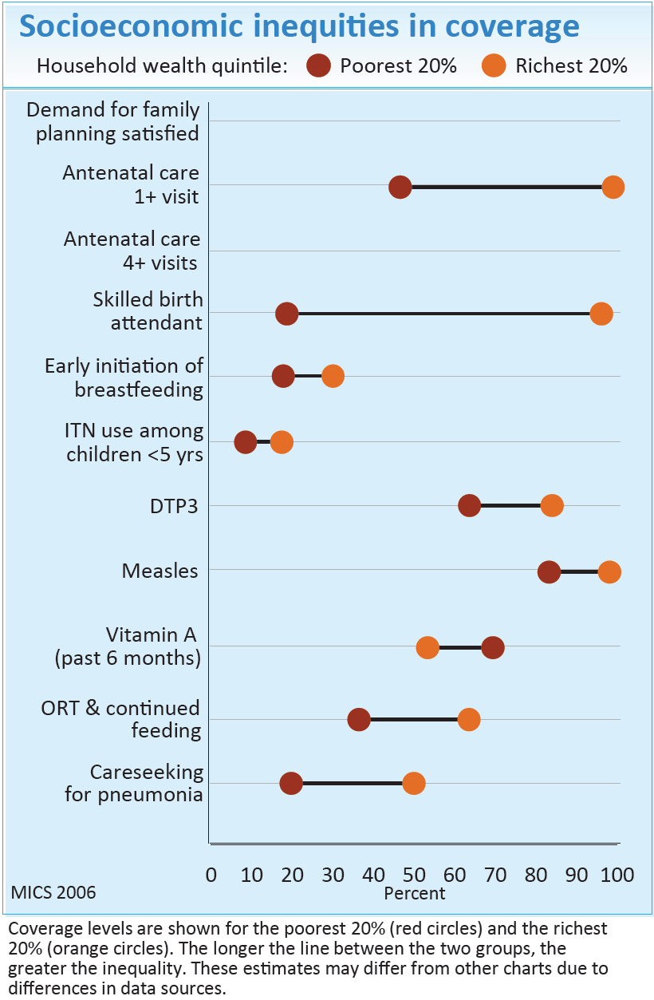 Socioeconomic inequities in coverage
Household wealth quintile: Poorest 20% Richest 20%
Demand for family
planning satisfied
Antenatal care
1+ visit
Antenatal care
4+ visits
Skilled birth
attendant
Early initiation of
breastfeeding
ITN use among
children <5 yrs
DTP3
Measles
Vitamin A
(past 6 months)
ORT & continued
feeding
Careseeking
for pneumonia
0 10 20 30 40 50 60 70 80 90 100
Percent
MICS 2006
Coverage levels are shown for the poorest 20% (red circles) and the richest
20% (orange circles). The longer the line between the two groups, the
greater the inequality. These estimates may differ from other charts due to
differences in data sources.